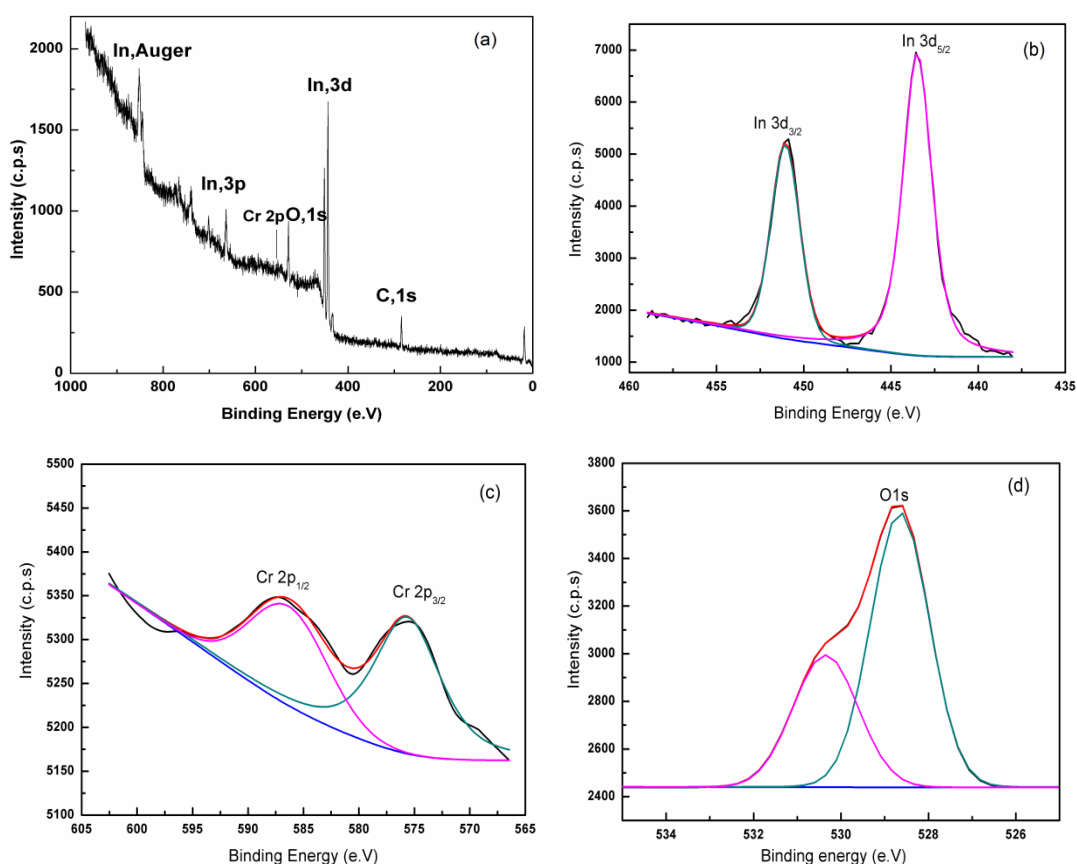 (a)
In,Auger
In,3d
In,3p
Cr 2p O,1s
C,1s
Intensity (c.p.s)
2000
1500
1000
500
0
1000 800 600 400 200 0
Binding Energy (e.V)
(b)
In 3d5/2
In 3d3/2
Intensity (c.p.s)
7000
6000
5000
4000
3000
2000
1000
460 455 450 445 440 435
Binding Energy (e.V)
(c)
Cr 2p1/2
Cr 2p3/2
Intensity (c.p.s)
5500
5450
5400
5350
5300
5250
5200
5150
5100
605 600 595 590 585 580 575 570 565
Binding Energy (e.V)
(d)
O1s
Intensity (c.p.s)
3800
3600
3400
3200
3000
2800
2600
2400
534 532 530 528 526
Binding energy (e.V)